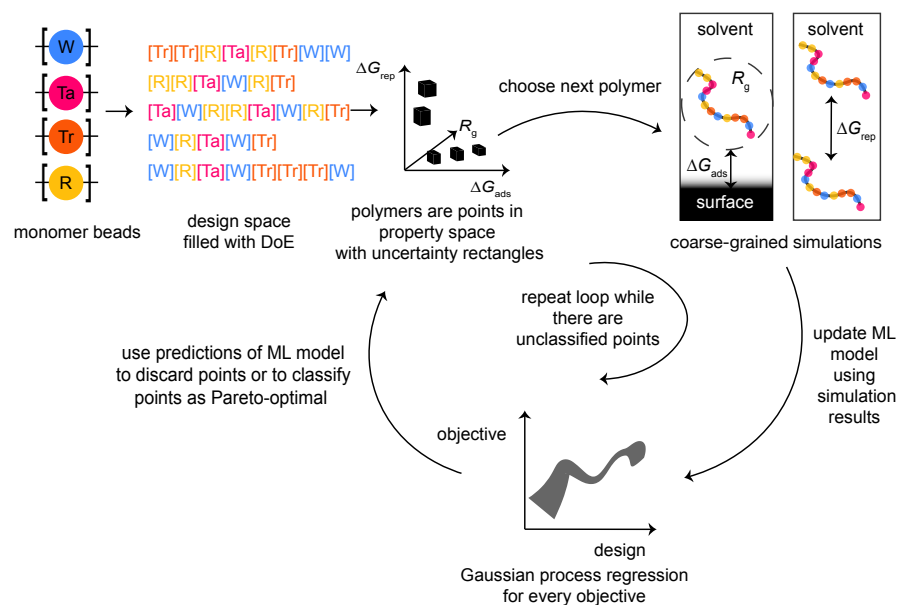 [W]
[Ta]
[Tr]
[R]
monomer beads
[Tr][Tr][R][Ta][R][Tr][W][W]
[R][R][Ta][W][R][Tr]
[Ta][W][R][R][Ta][W][R][Tr]
[W][R][Ta][W][Tr]
[W][R][Ta][W][Tr][Tr][Tr][W]
design space
filled with DoE
ΔGrep
Rg
ΔGads
polymers are points in
property space
with uncertainty rectangles
choose next polymer
solvent
Rg
ΔGads
surface
solvent
ΔGrep
coarse-grained simulations
repeat loop while
there are
unclassified points
update ML
model
using
simulation
results
use predictions of ML model
to discard points or to classify
points as Pareto-optimal
objective
design
Gaussian process regression
for every objective